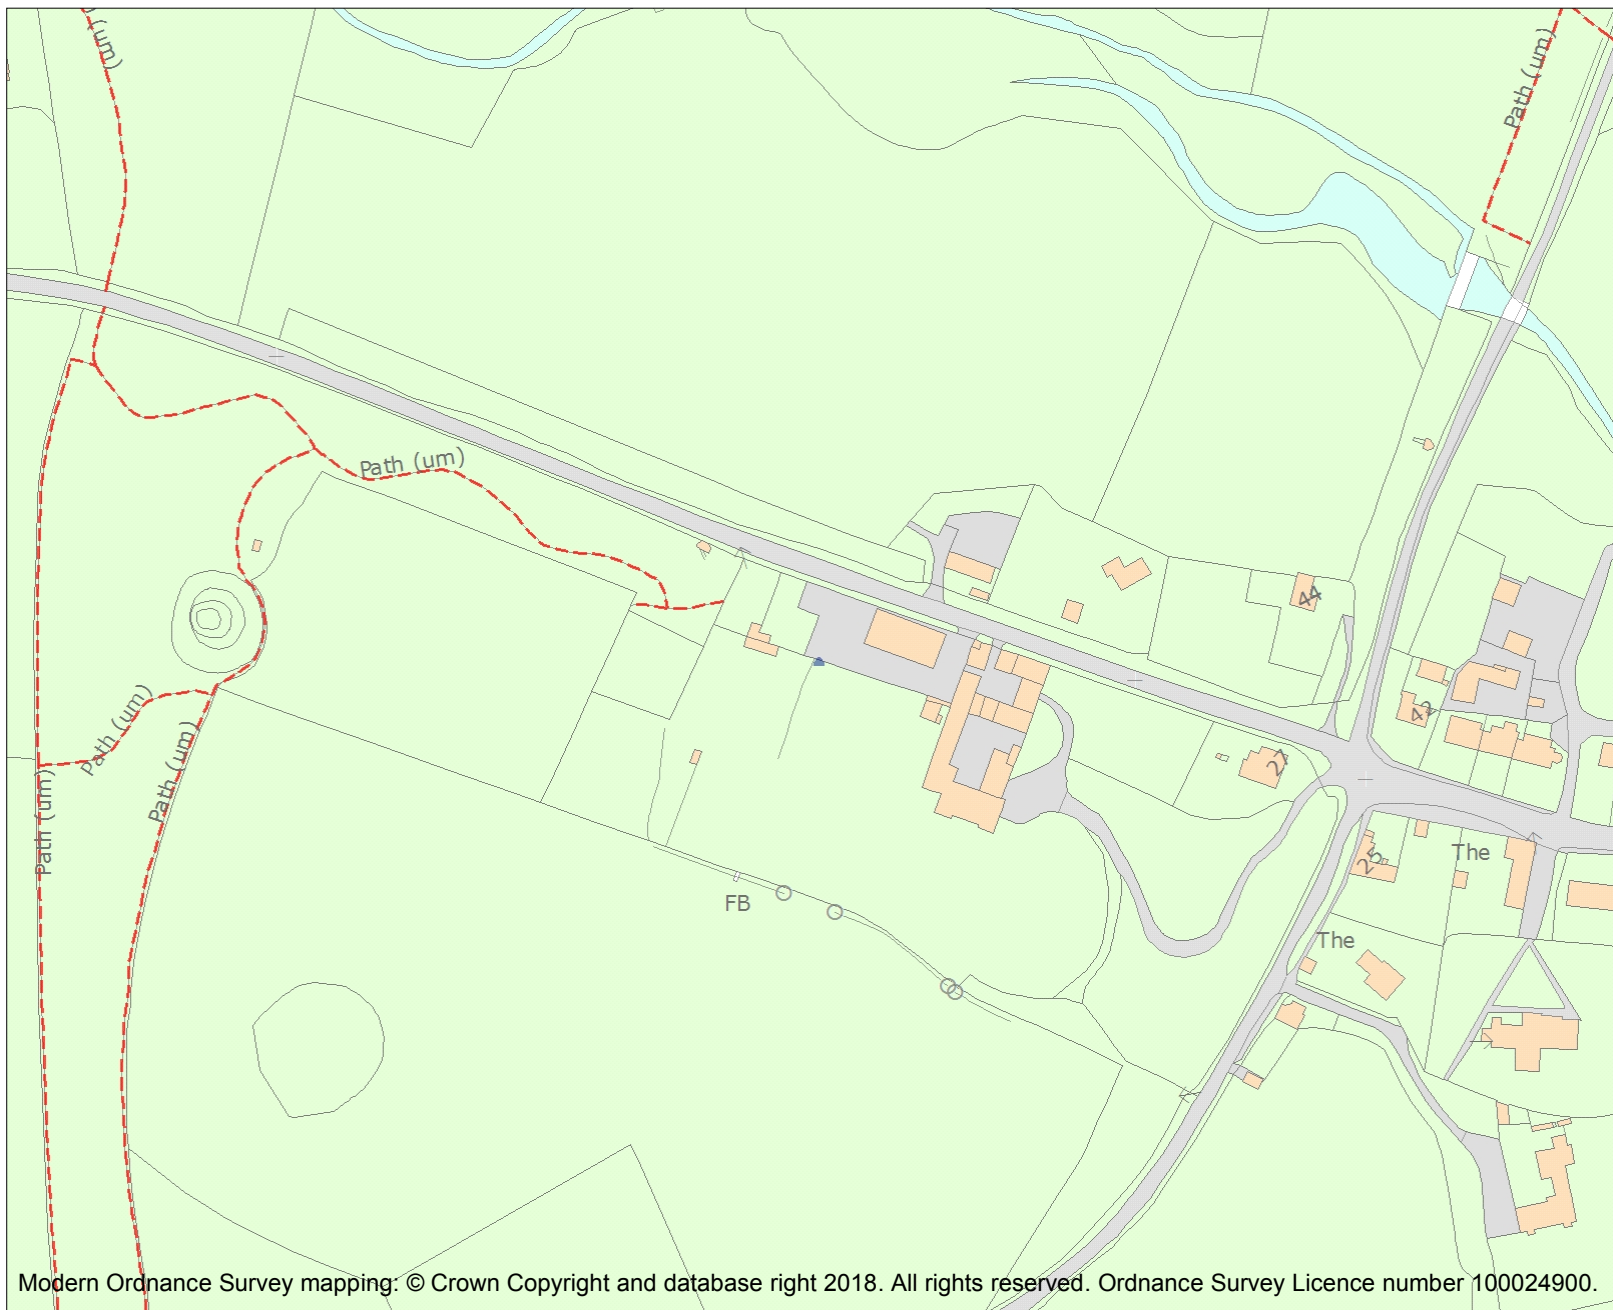 (um)
Path (um)
Path (um)
44
42
27
Path (um)
Path (um)
Path (um)
25
The
FB
The
Modern Ordnance Survey mapping: © Crown Copyright and database right 2018. All rights reserved. Ordnance Survey Licence number 100024900.